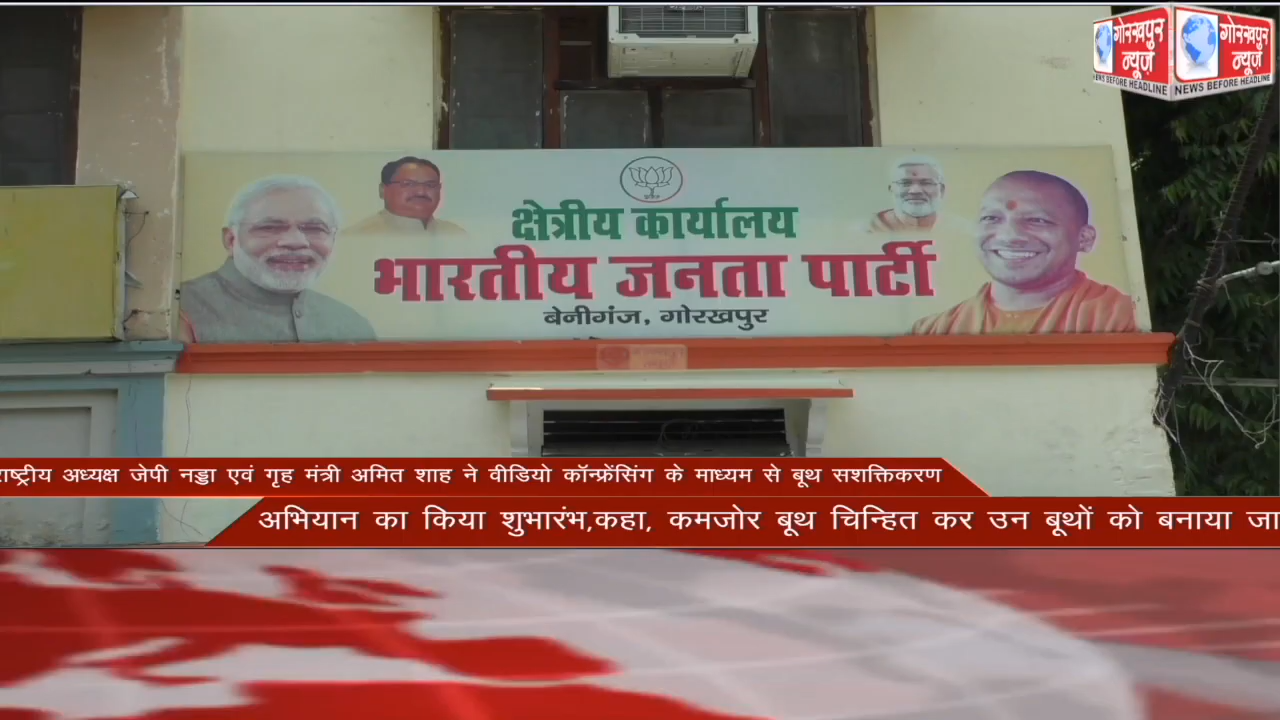 गोरखपुर
न्यूज़
NEWS BEFORE HEADLINE
गोरखपुर
न्यूज़
NEWS BEFORE HEADLINE
क्षेत्रीय कार्यालय
भारतीय जनता पार्टी
बेनीगंज, गोरखपुर
अध्यक्ष जेपी नड्डा एवं गृह मंत्री अमित शाह ने वीडियो कॉन्फ्रेंसिंग के माध्यम से बूथ सशक्तिकरण
अभियान का किया शुभारंभ,कहा, कमजोर बूथ चिन्हित कर उन बूथों को बनाया जा